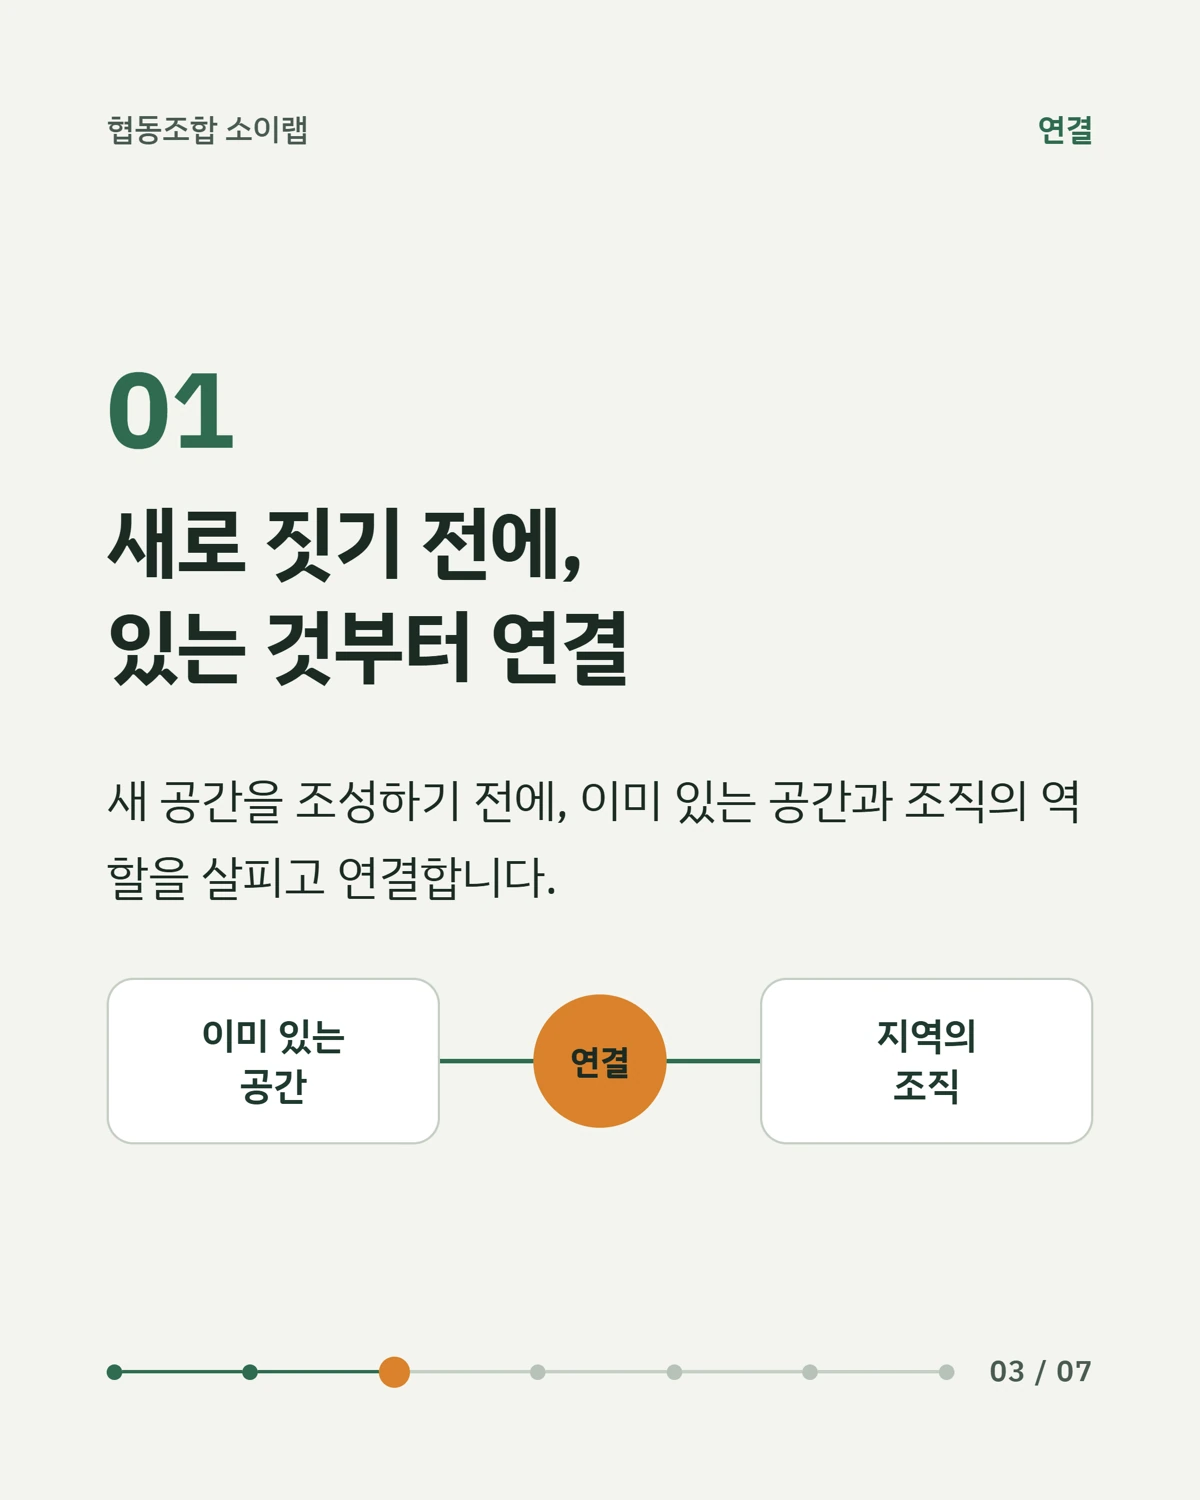 협동조합 소이랩
연결
01
새로 짓기 전에,
있는 것부터 연결
새 공간을 조성하기 전에, 이미 있는 공간과 조직의 역
할을 살피고 연결합니다.
이미 있는
공간
연결
지역의
조직
03 / 07